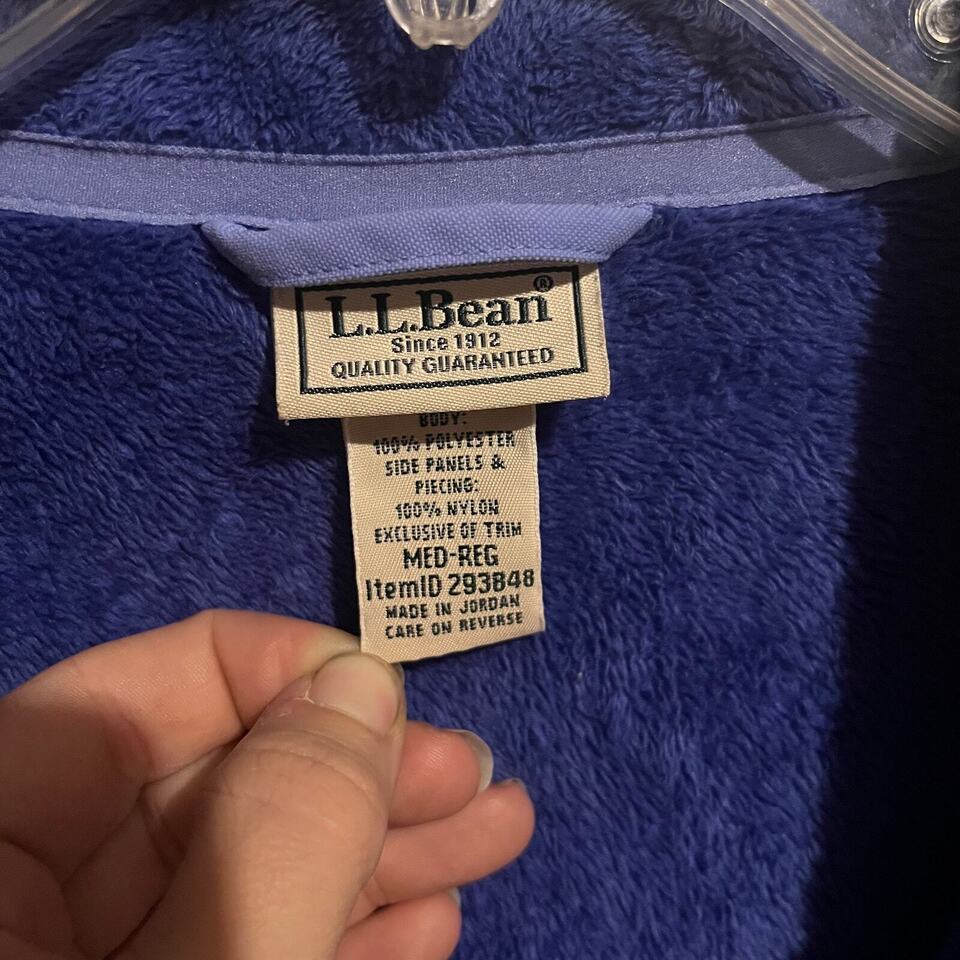 L.L.Bean®
Since 1912
QUALITY GUARANTEED
BODY:
100% POLYESTER
SIDE PANELS &
PIECING:
100% NYLON
EXCLUSIVE OF TRIM
MED-REG
ItemID 293848
MADE IN JORDAN
CARE ON REVERSE